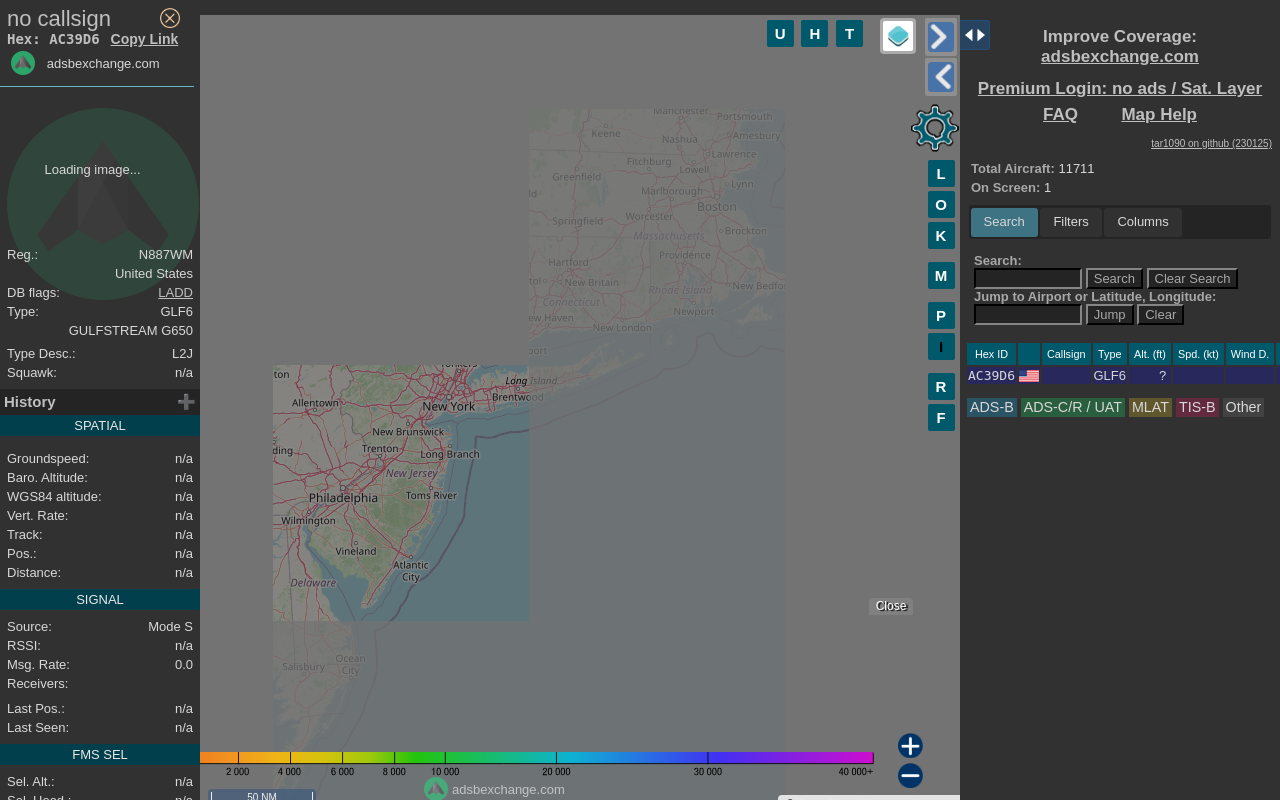 no callsign
Hex: AC39D6 Copy Link
adsbexchange.com
Loading image...
Reg.: N887WM
United States
DB flags: LADD
Type: GLF6
GULFSTREAM G650
Type Desc.: L2J
Squawk: n/a
History
SPATIAL
Groundspeed: n/a
Baro. Altitude: n/a
WGS84 altitude: n/a
Vert. Rate: n/a
Track: n/a
Pos.: n/a
Distance: n/a
SIGNAL
Source: Mode S
RSSI: n/a
Msg. Rate: 0.0
Receivers:
Last Pos.: n/a
Last Seen: n/a
FMS SEL
Sel. Alt.: n/a
U H T
L
O
K
M
P
I
R
F
Manchester
Portsmouth
Keene
Nashua
Amesbury
Fitchburg
Lawrence
Greenfield
Lowell
Marlborough
Lynn
Worcester
Boston
Springfield
Massachusetts
Brockton
Hartford
Providence
New Britain
Rhode Island
New Bedfo
Connecticut
Newport
ew Haven
New London
port
Yonkers
ton
Long Island
Allentown
New York
Brentwood
New Brunswick
ding
Trenton
Long Branch
New Jersey
Philadelphia
Toms River
Wilmington
Vineland
Atlantic
City
Delaware
Salisbury
Ocean
City
Close
2 000 4 000 6 000 8 000 10 000 20 000 30 000 40 000+
adsbexchange.com
50 NM
Improve Coverage:
adsbexchange.com
Premium Login: no ads / Sat. Layer
FAQ Map Help
tar1090 on github (230125)
Total Aircraft: 11711
On Screen: 1
Search Filters Columns
Search:
Search Clear Search
Jump to Airport or Latitude, Longitude:
Jump Clear
Hex ID Callsign Type Alt. (ft) Spd. (kt) Wind D.
AC39D6 GLF6 ?
ADS-B ADS-C/R / UAT MLAT TIS-B Other